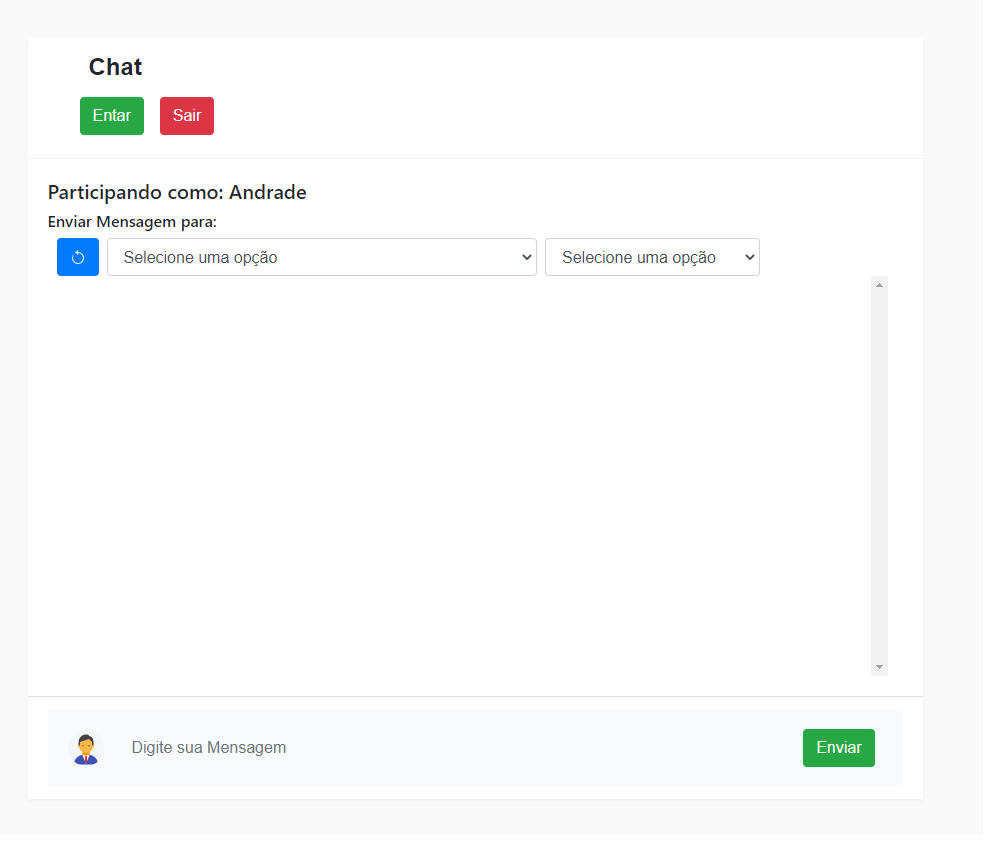 Chat
Entar Sair
Participando como: Andrade
Enviar Mensagem para:
Selecione uma opção Selecione uma opção
Digite sua Mensagem Enviar